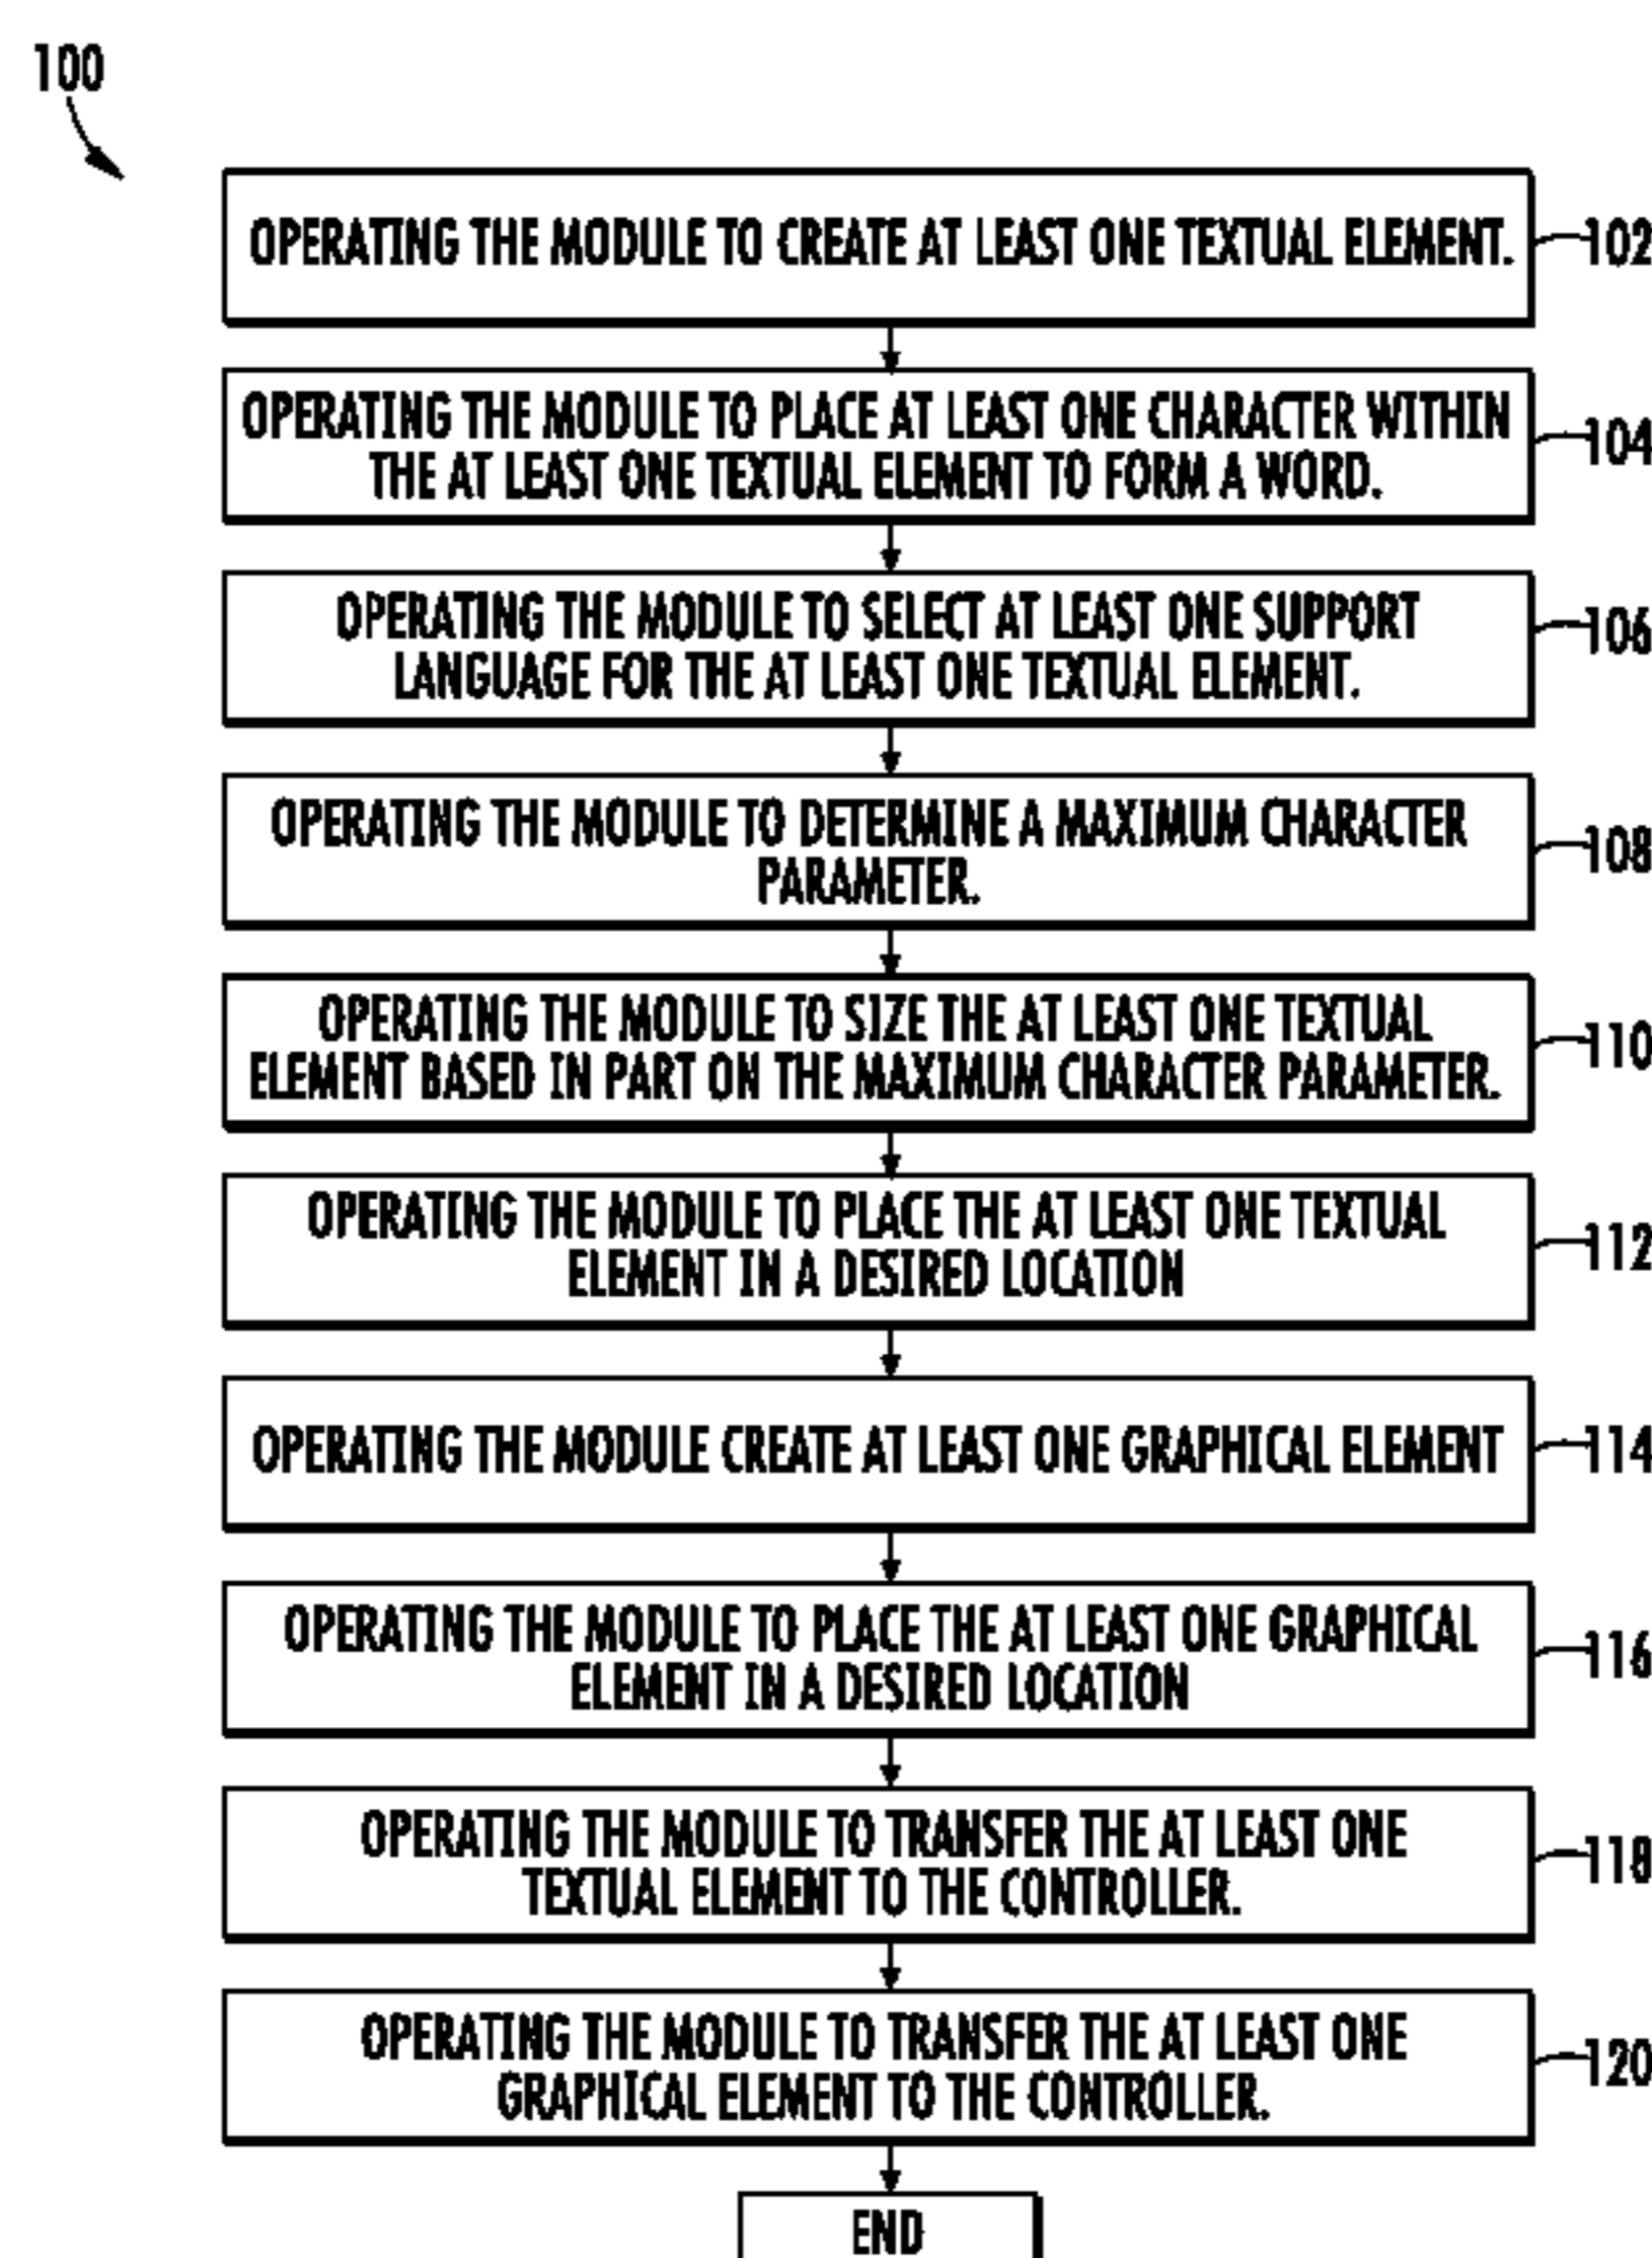 100
OPERATING THE MODULE TO CREATE AT LEAST ONE TEXTUAL ELEMENT.
102
OPERATING THE MODULE TO PLACE AT LEAST ONE CHARACTER WITHIN
THE AT LEAST ONE TEXTUAL ELEMENT TO FORM A WORD.
104
OPERATING THE MODULE TO SELECT AT LEAST ONE SUPPORT
LANGUAGE FOR THE AT LEAST ONE TEXTUAL ELEMENT.
106
OPERATING THE MODULE TO DETERMINE A MAXIMUM CHARACTER
PARAMETER.
108
OPERATING THE MODULE TO SIZE THE AT LEAST ONE TEXTUAL
ELEMENT BASED IN PART ON THE MAXIMUM CHARACTER PARAMETER.
110
OPERATING THE MODULE TO PLACE THE AT LEAST ONE TEXTUAL
ELEMENT IN A DESIRED LOCATION
112
OPERATING THE MODULE CREATE AT LEAST ONE GRAPHICAL ELEMENT
114
OPERATING THE MODULE TO PLACE THE AT LEAST ONE GRAPHICAL
ELEMENT IN A DESIRED LOCATION
116
OPERATING THE MODULE TO TRANSFER THE AT LEAST ONE
TEXTUAL ELEMENT TO THE CONTROLLER.
118
OPERATING THE MODULE TO TRANSFER THE AT LEAST ONE
GRAPHICAL ELEMENT TO THE CONTROLLER.
120
END